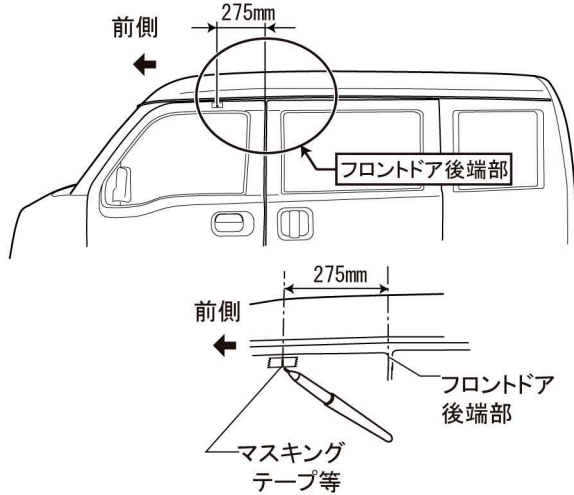 275mm
前側
フロントドア後端部
275mm
前側
フロントドア
後端部
マスキング
テープ等